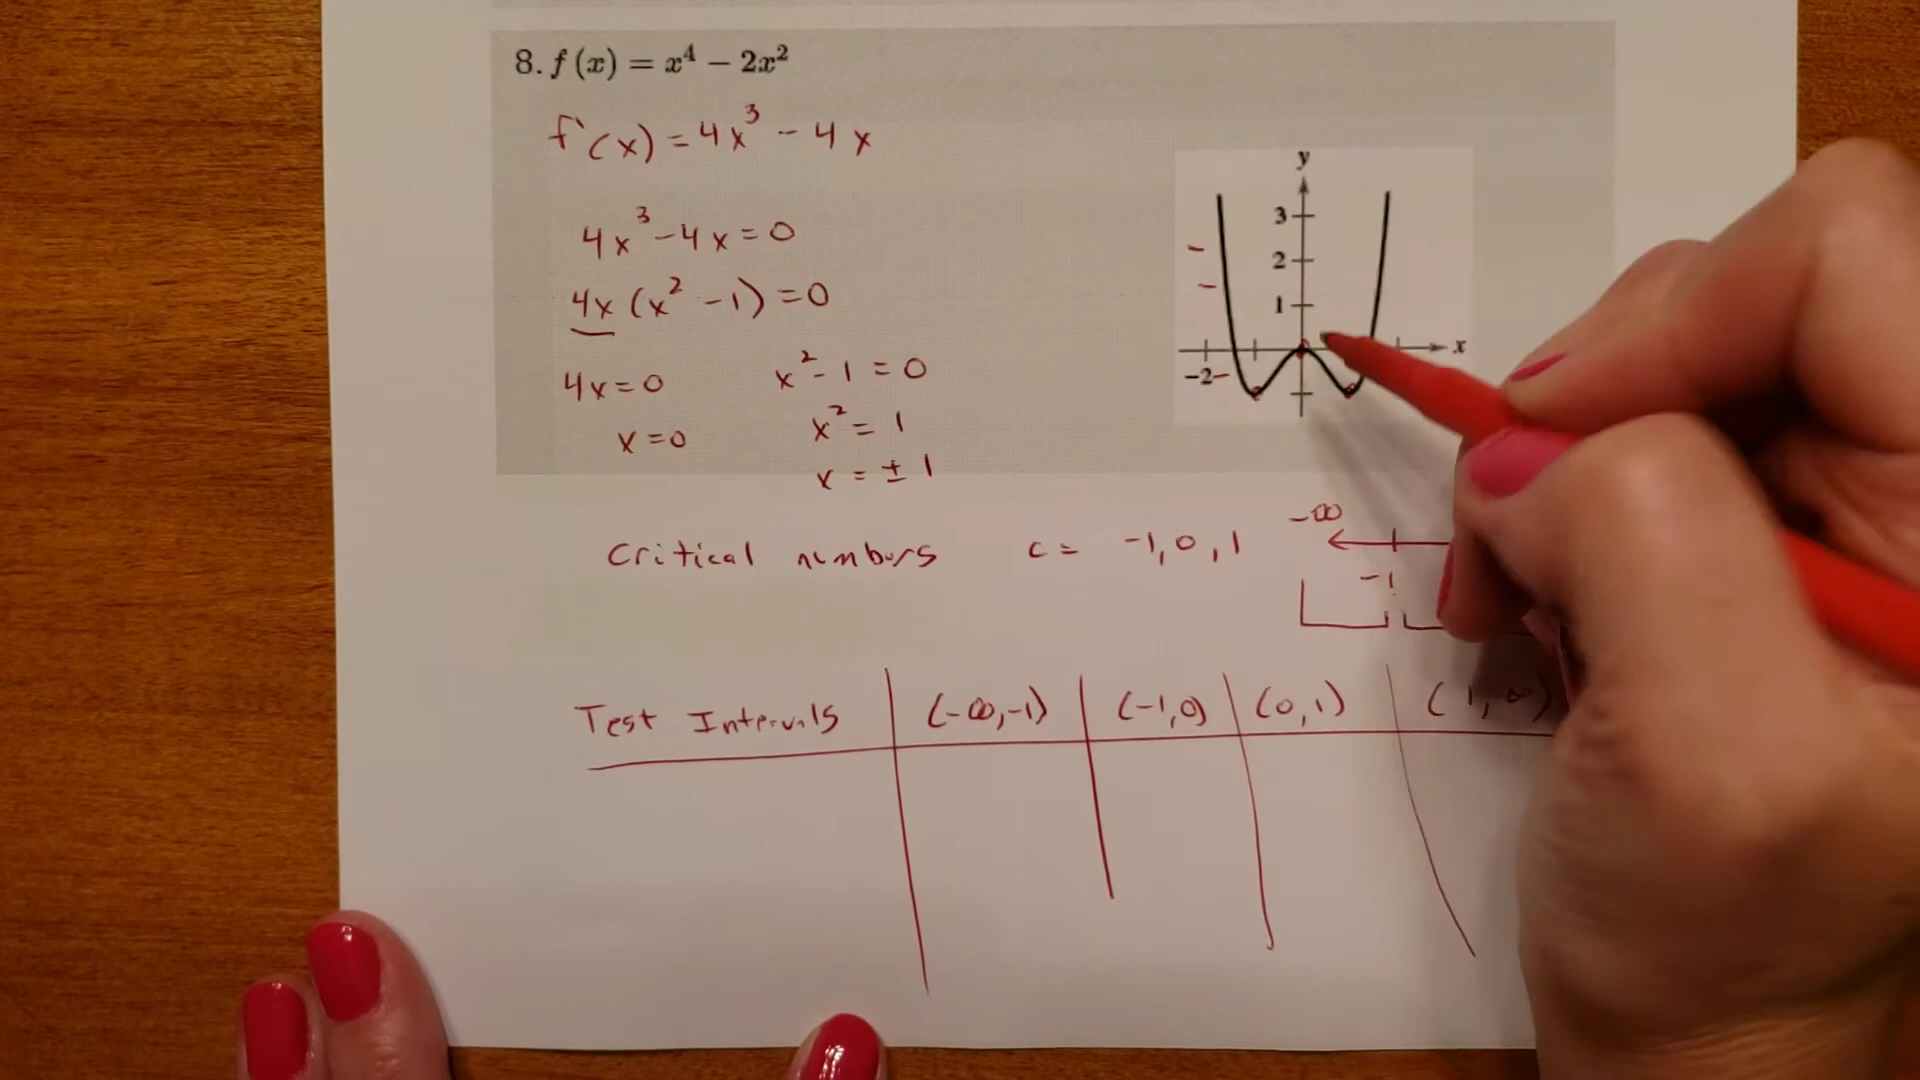 8. f (x) = x⁴ − 2x²
f'(x) = 4x³ - 4x
4x³ - 4x = 0
4x (x² - 1) = 0
4x = 0
x = 0
x² - 1 = 0
x² = 1
x = ± 1
y
3
2
1
x
-2
Critical numbers c = -1, 0, 1
-∞
-1
Test Intervals (-∞, -1) (-1, 0) (0, 1) (1, ∞)